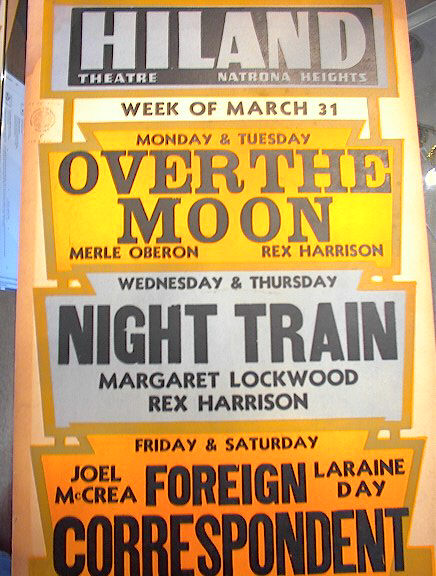 HILAND
THEATRE NATRONA HEIGHTS
WEEK OF MARCH 31
MONDAY & TUESDAY
OVER THE
MOON
MERLE OBERON REX HARRISON
WEDNESDAY & THURSDAY
NIGHT TRAIN
MARGARET LOCKWOOD
REX HARRISON
FRIDAY & SATURDAY
JOEL McCREA
FOREIGN
LARAINE DAY
CORRESPONDENT